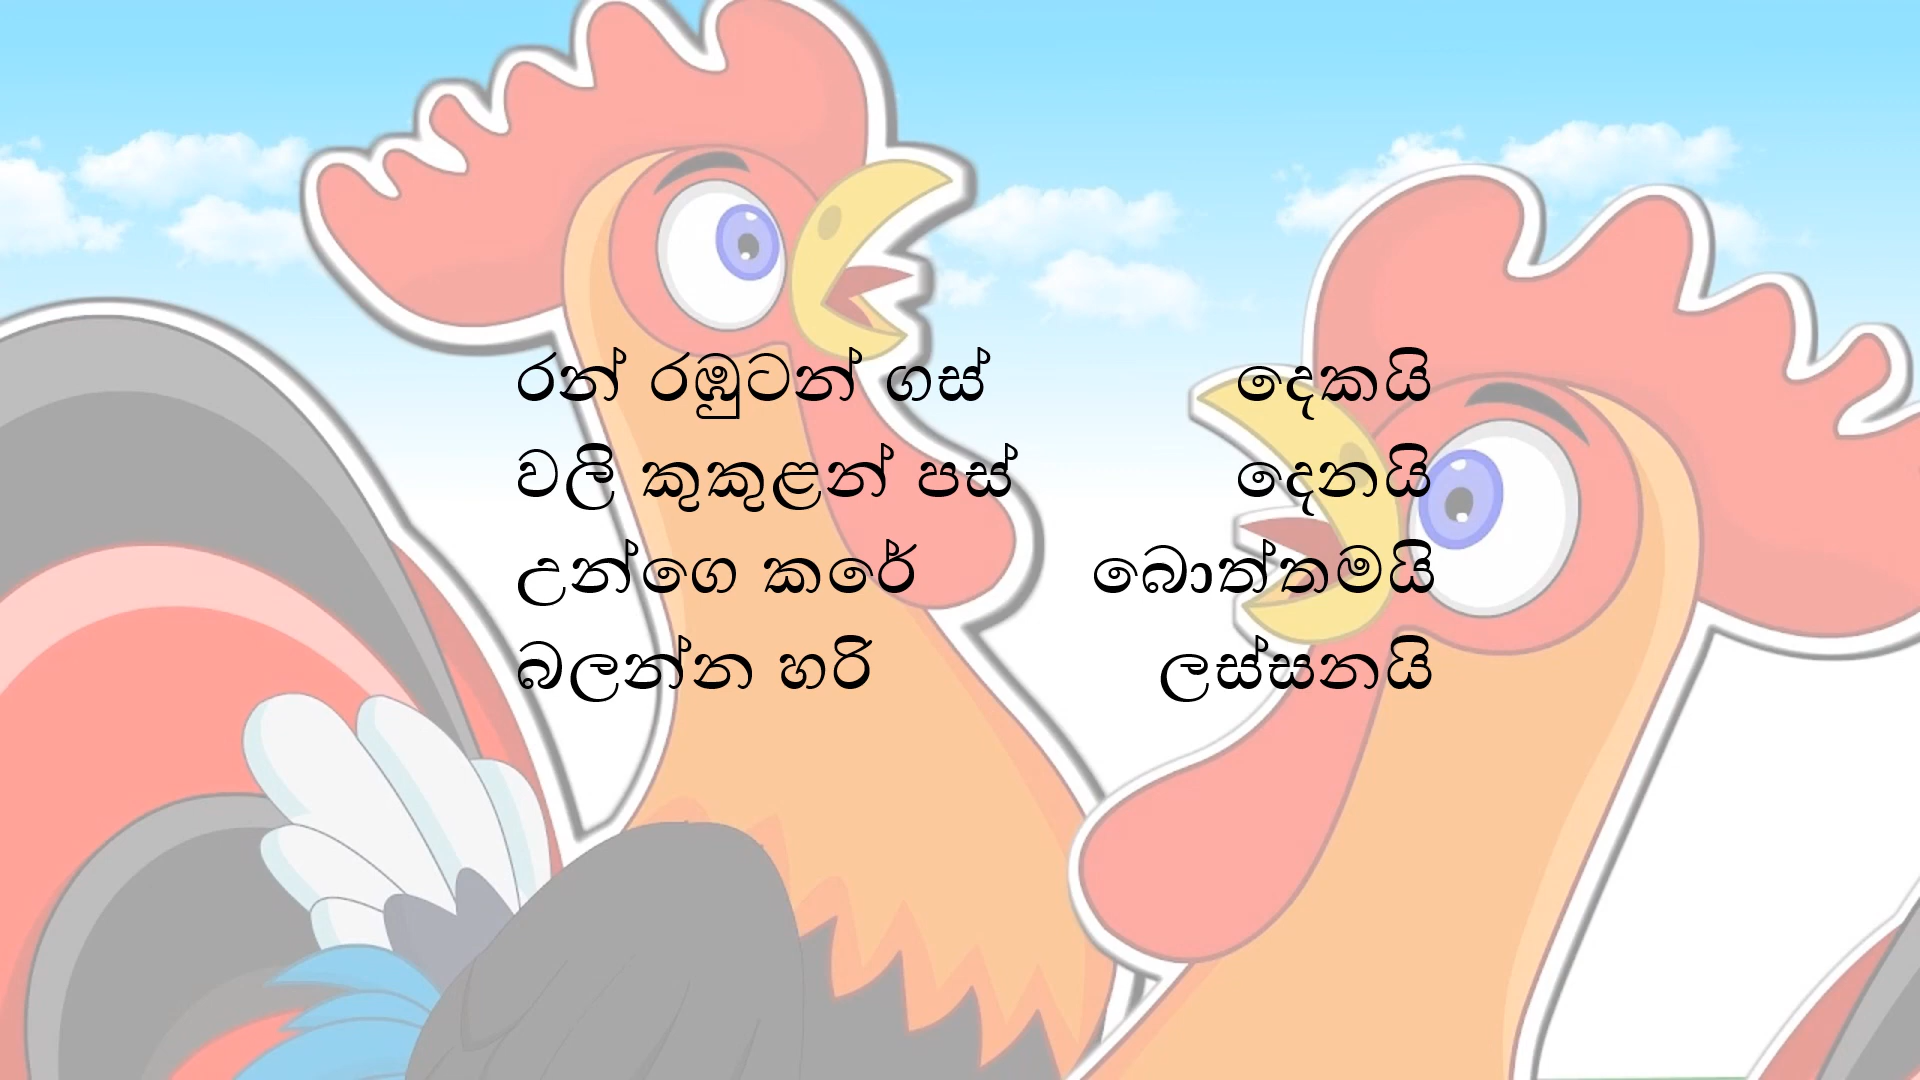 රන් රඹුටන් ගස් දෙකයි
වලි කුකුළන් පස් දෙනයි
උන්ගෙ කරේ බොත්තමයි
බලන්න හරි ලස්සනයි